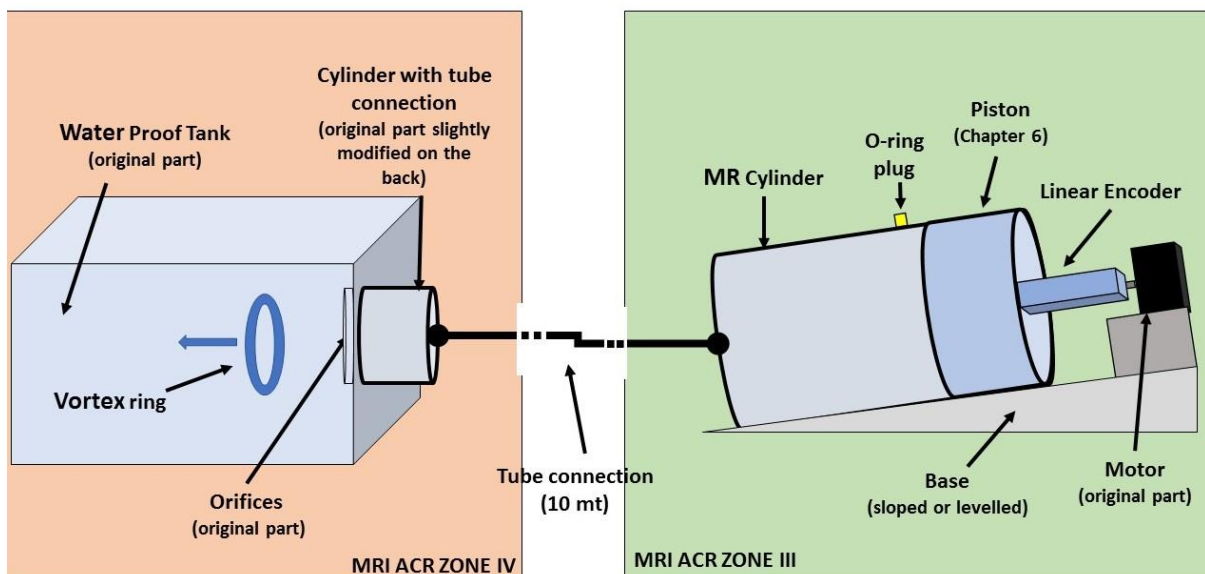 Cylinder with tube
connection
(original part slightly
modified on the
back)
Water Proof Tank
(original part)
Vortex ring
Orifices
(original part)
MRI ACR ZONE IV
Tube connection
(10 mt)
Piston
(Chapter 6)
O-ring
plug
MR Cylinder
Linear Encoder
Base
(sloped or levelled)
Motor
(original part)
MRI ACR ZONE III